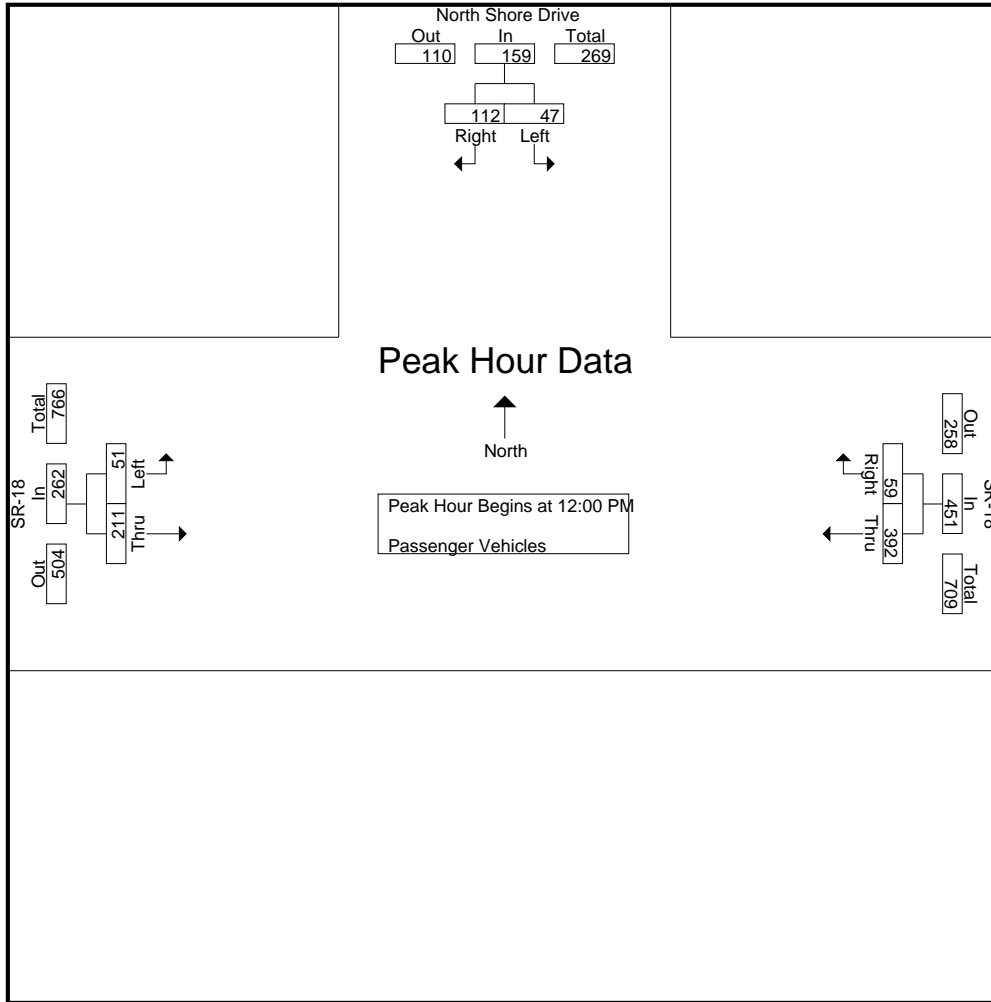 North Shore Drive
Out In Total
110 159 269
112 47
Right Left
Peak Hour Data
North
Peak Hour Begins at 12:00 PM
Passenger Vehicles
SR-18
Out In Total
504 262 766
51 211
Left Thru
SR-18
Out In Total
258 451 709
59 392
Right Thru